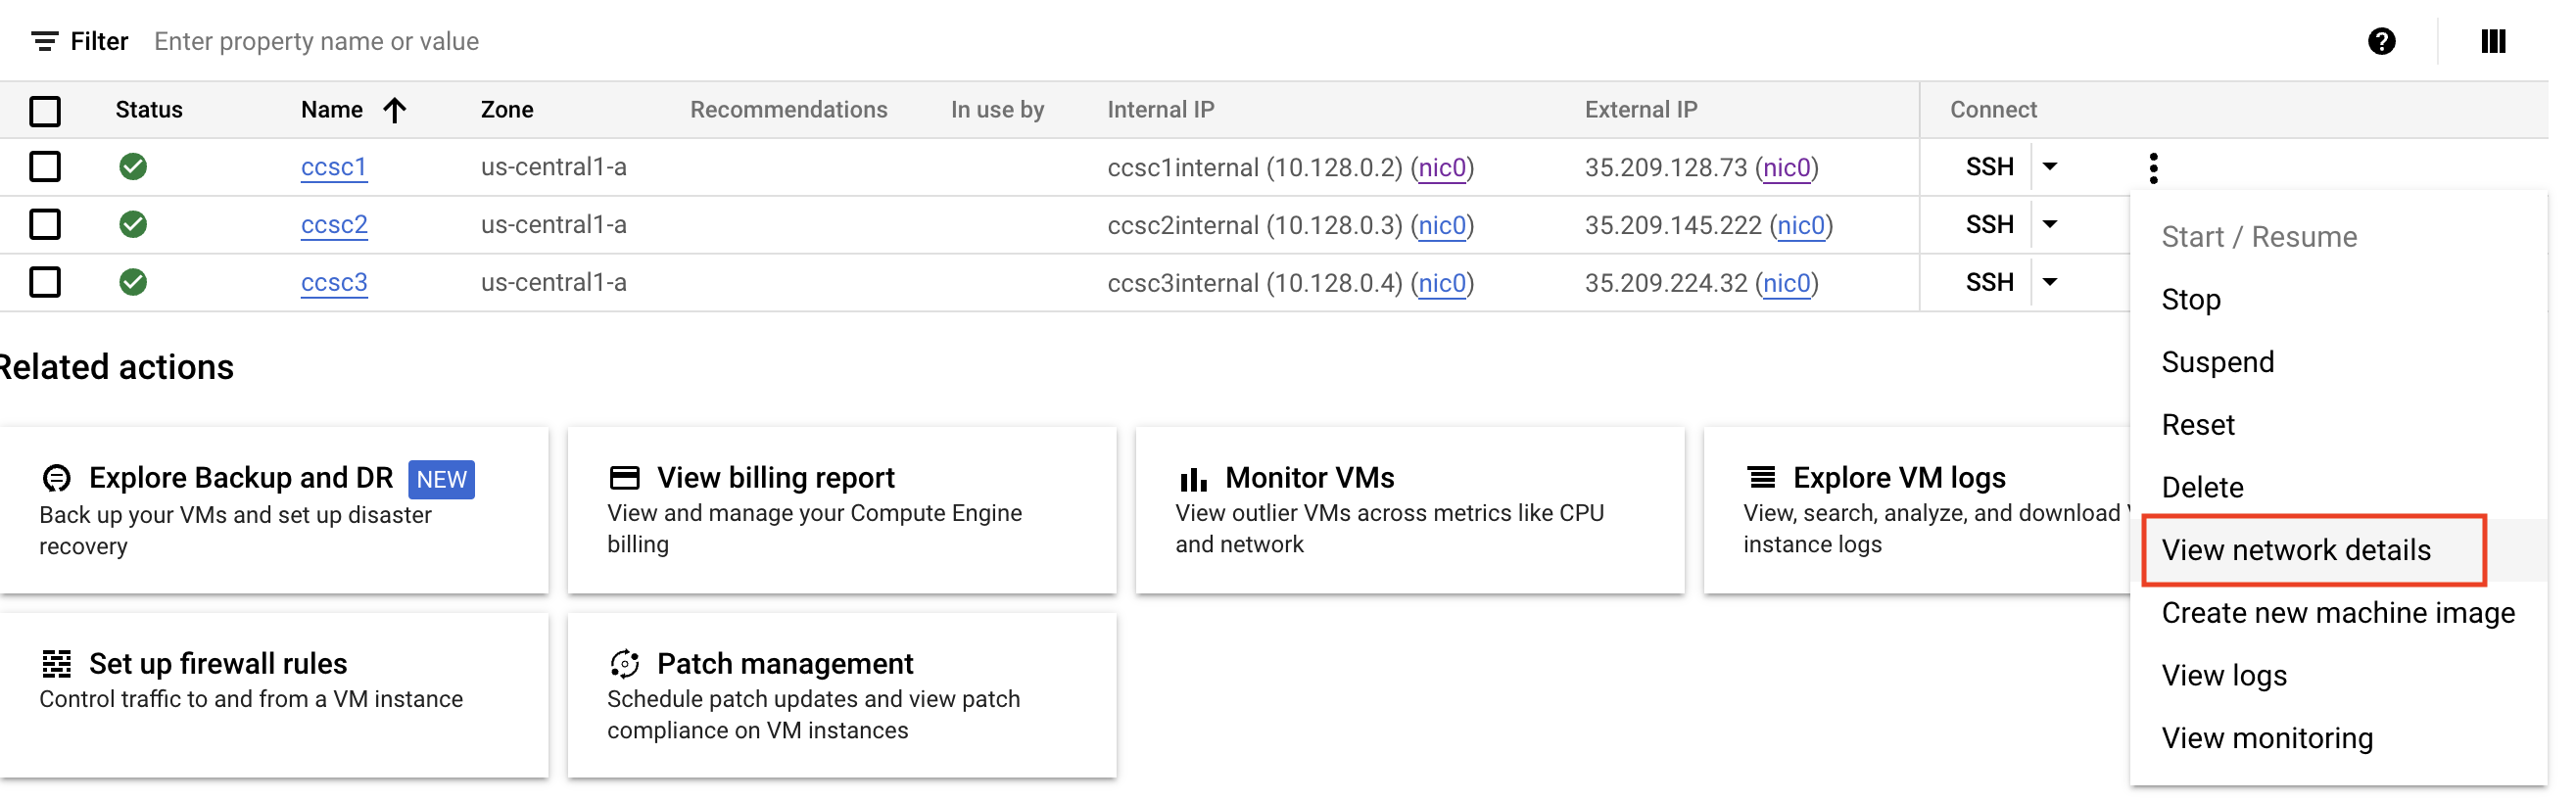 Filter Enter property name or value
Status Name Zone Recommendations In use by Internal IP External IP Connect
ccsc1 us-central1-a ccsc1internal (10.128.0.2) (nic0) 35.209.128.73 (nic0) SSH
ccsc2 us-central1-a ccsc2internal (10.128.0.3) (nic0) 35.209.145.222 (nic0) SSH
ccsc3 us-central1-a ccsc3internal (10.128.0.4) (nic0) 35.209.224.32 (nic0) SSH
Start / Resume
Stop
Suspend
Reset
Delete
View network details
Create new machine image
View logs
View monitoring
Related actions
Explore Backup and DR NEW
Back up your VMs and set up disaster
recovery
View billing report
View and manage your Compute Engine
billing
Monitor VMs
View outlier VMs across metrics like CPU
and network
Explore VM logs
View, search, analyze, and download
instance logs
Set up firewall rules
Control traffic to and from a VM instance
Patch management
Schedule patch updates and view patch
compliance on VM instances